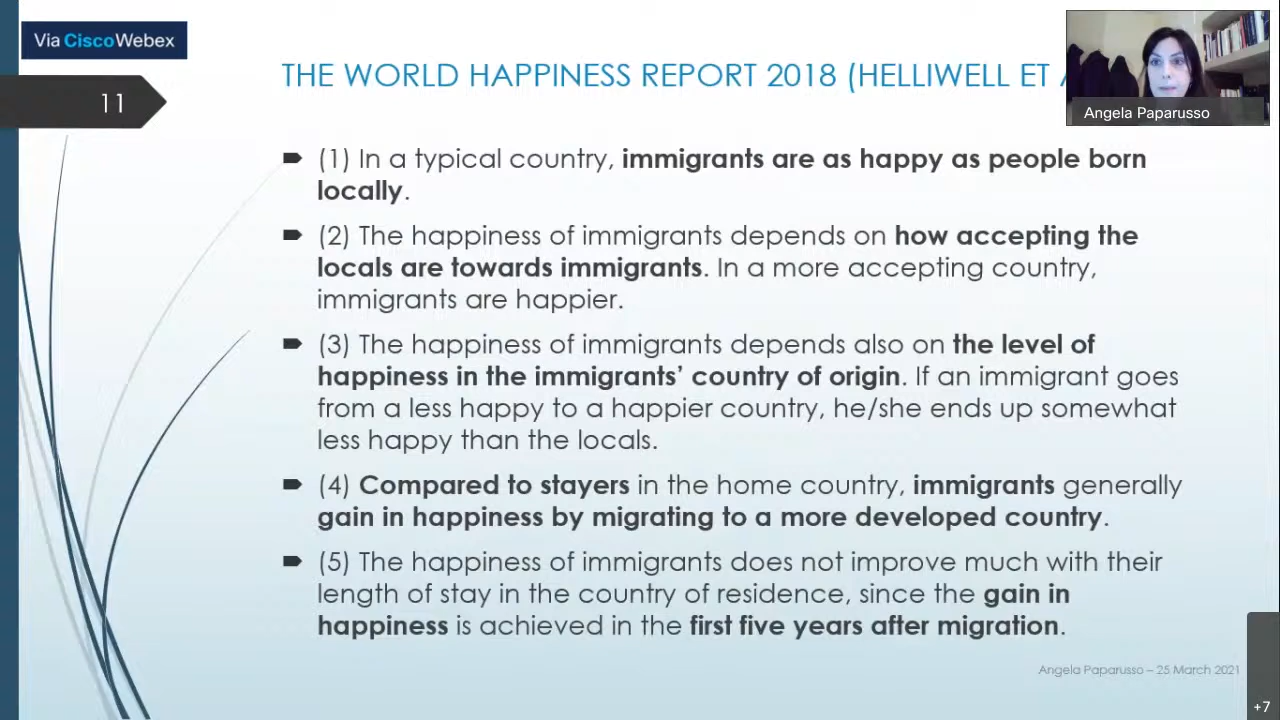 Via CiscoWebex
11
THE WORLD HAPPINESS REPORT 2018 (HELLIWELL ET
Angela Paparusso
(1) In a typical country, immigrants are as happy as people born
locally.
(2) The happiness of immigrants depends on how accepting the
locals are towards immigrants. In a more accepting country,
immigrants are happier.
(3) The happiness of immigrants depends also on the level of
happiness in the immigrants’ country of origin. If an immigrant goes
from a less happy to a happier country, he/she ends up somewhat
less happy than the locals.
(4) Compared to stayers in the home country, immigrants generally
gain in happiness by migrating to a more developed country.
(5) The happiness of immigrants does not improve much with their
length of stay in the country of residence, since the gain in
happiness is achieved in the first five years after migration.
Angela Paparusso – 25 March 2021
+7